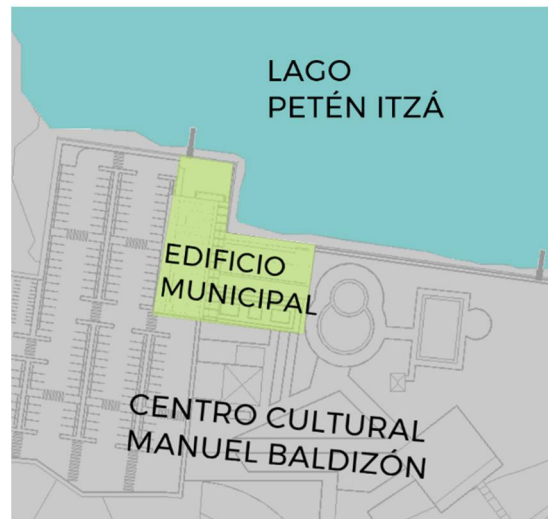 LAGO
PETÉN ITZÁ
EDIFICIO
MUNICIPAL
CENTRO CULTURAL
MANUEL BALDIZÓN